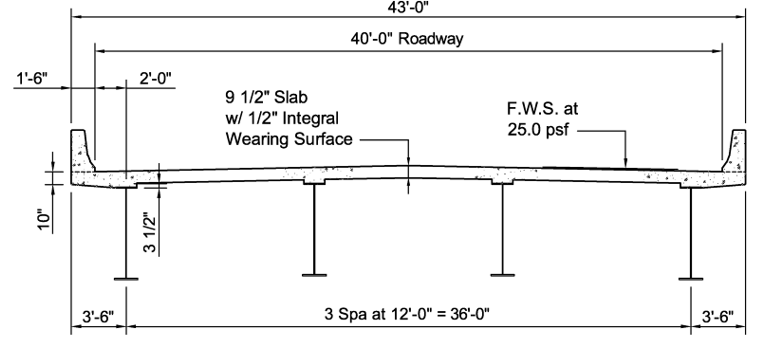 43'-0"
40'-0" Roadway
1'-6"
2'-0"
9 1/2" Slab
w/ 1/2" Integral
Wearing Surface
F.W.S. at
25.0 psf
10"
3 1/2"
3'-6"
3 Spa at 12'-0" = 36'-0"
3'-6"